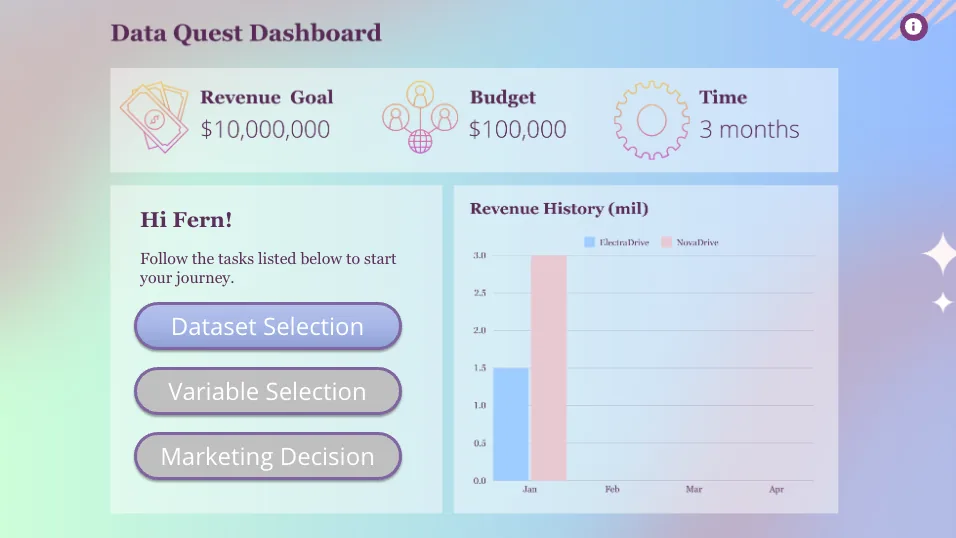 Data Quest Dashboard
Revenue Goal
$10,000,000
Budget
$100,000
Time
3 months
Hi Fern!
Follow the tasks listed below to start
your journey.
Dataset Selection
Variable Selection
Marketing Decision
Revenue History (mil)
ElectraDrive NovaDrive
3.0
2.5
2.0
1.5
1.0
0.5
0.0
Jan Feb Mar Apr
i